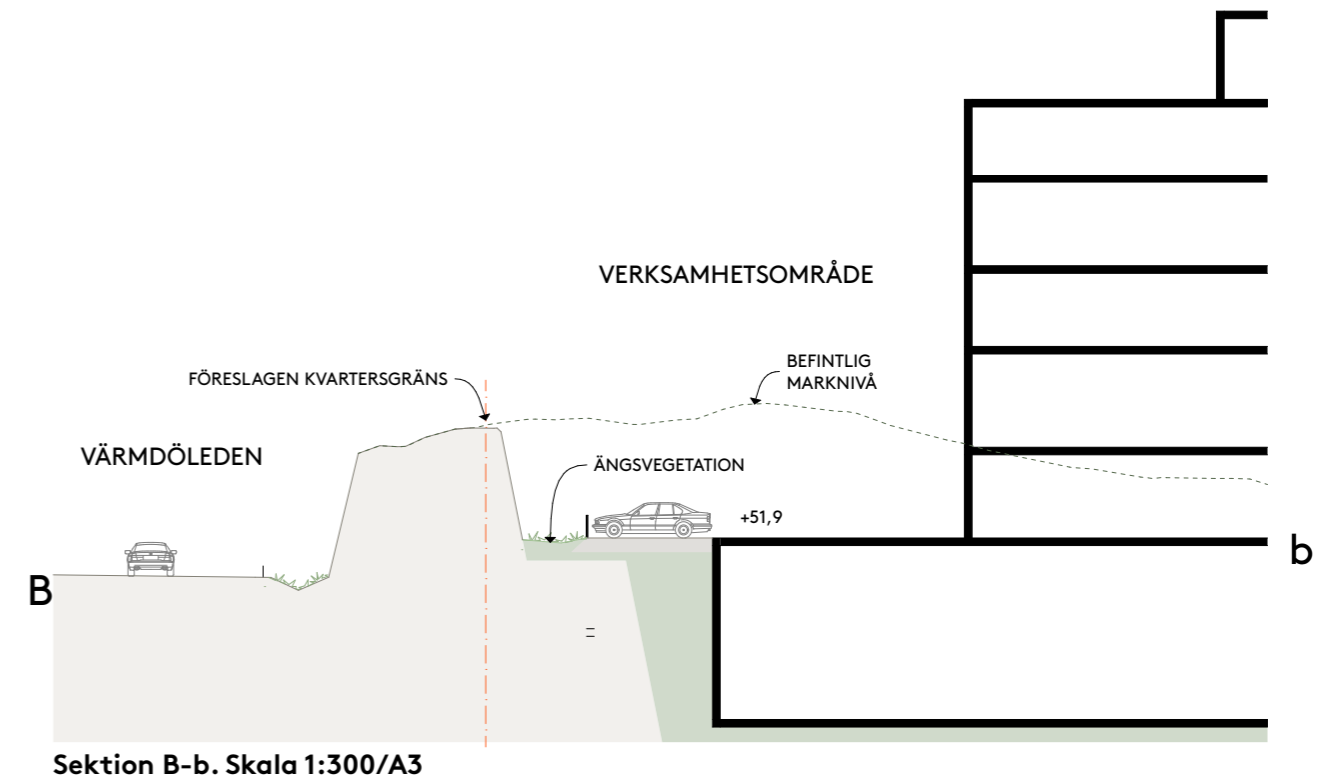 VERKSAMHETSOMRÅDE
BEFINTLIG
MARKNIVÅ
FÖRESLAGEN KVARTERSGRÄNS
VÄRMDÖLEDEN
ÄNGSVEGETATION
+51,9
B
b
Sektion B-b. Skala 1:300/A3